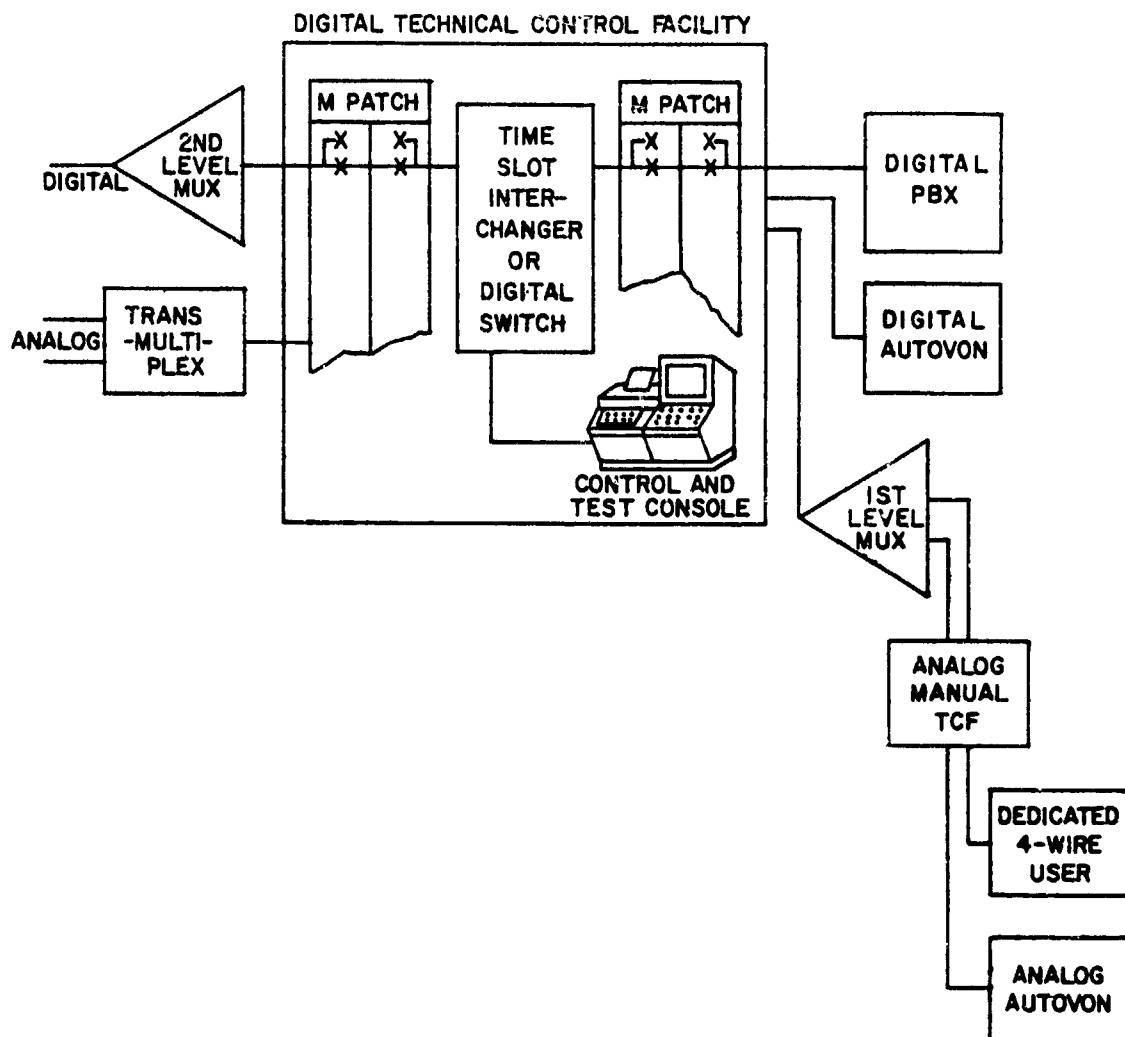 DIGITAL TECHNICAL CONTROL FACILITY
M PATCH
M PATCH
2ND
LEVEL
MUX
DIGITAL
TIME
SLOT
INTER-
CHANGER
OR
DIGITAL
SWITCH
DIGITAL
PBX
TRANS
-MULTI-
PLEX
ANALOG
DIGITAL
AUTOVON
CONTROL AND
TEST CONSOLE
1ST
LEVEL
MUX
ANALOG
MANUAL
TCF
DEDICATED
4-WIRE
USER
ANALOG
AUTOVON